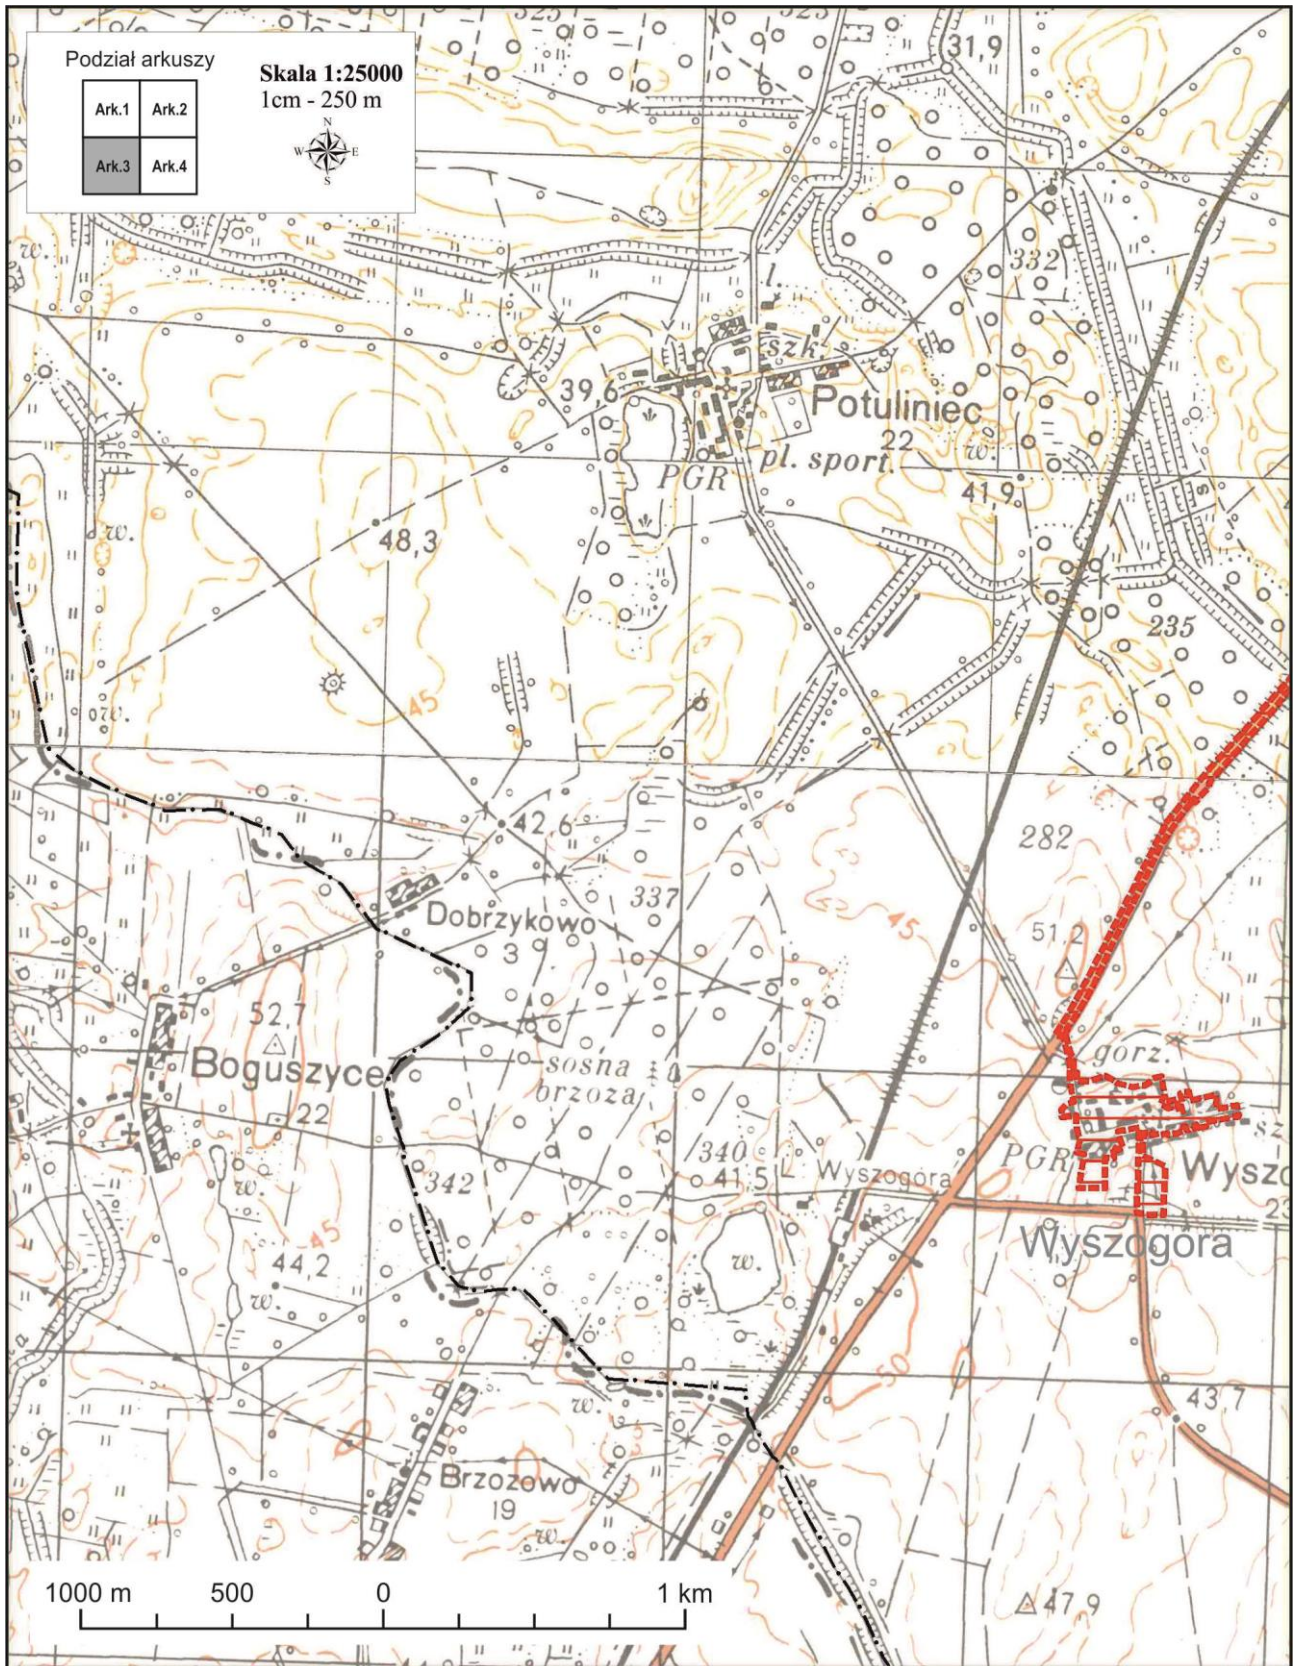 Podział arkuszy
Skala 1:25000
1cm - 250 m
Ark.1 Ark.2
Ark.3 Ark.4
N
W E
S
31,9
w.
332
szk.
39,6
Potuliniec
22
w.
pl. sport.
PGR
41,9
48,3
w.
235
w.
45
42,6
282
337
45
Dobrzykowo
3
51,2
52,7
gorz.
Boguszyce
sosna
brzoza
22
340
PGR
sz
41,5
Wyszogóra
Wyszo
w.
342
23
45
Wyszogóra
44,2
w.
w.
50
w.
43,7
Brzozowo
19
w.
1000 m 500 0 1 km
47,9